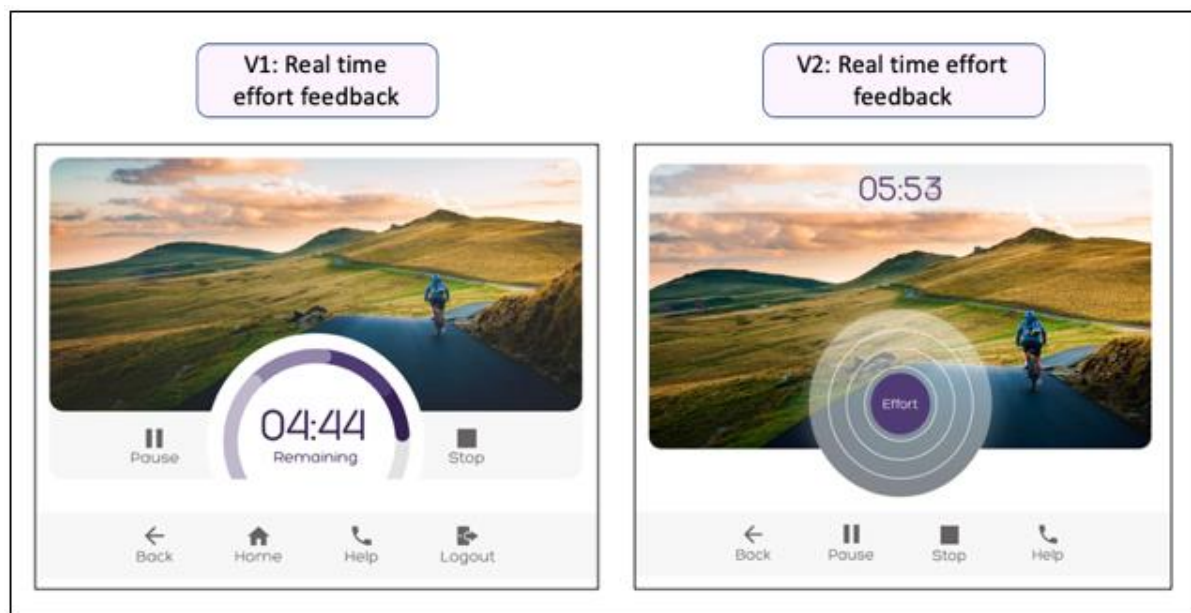 V1: Real time
effort feedback
V2: Real time effort
feedback
04:44
Remaining
Pause
Stop
Back
Home
Help
Logout
05:53
Effort
Back
Pause
Stop
Help